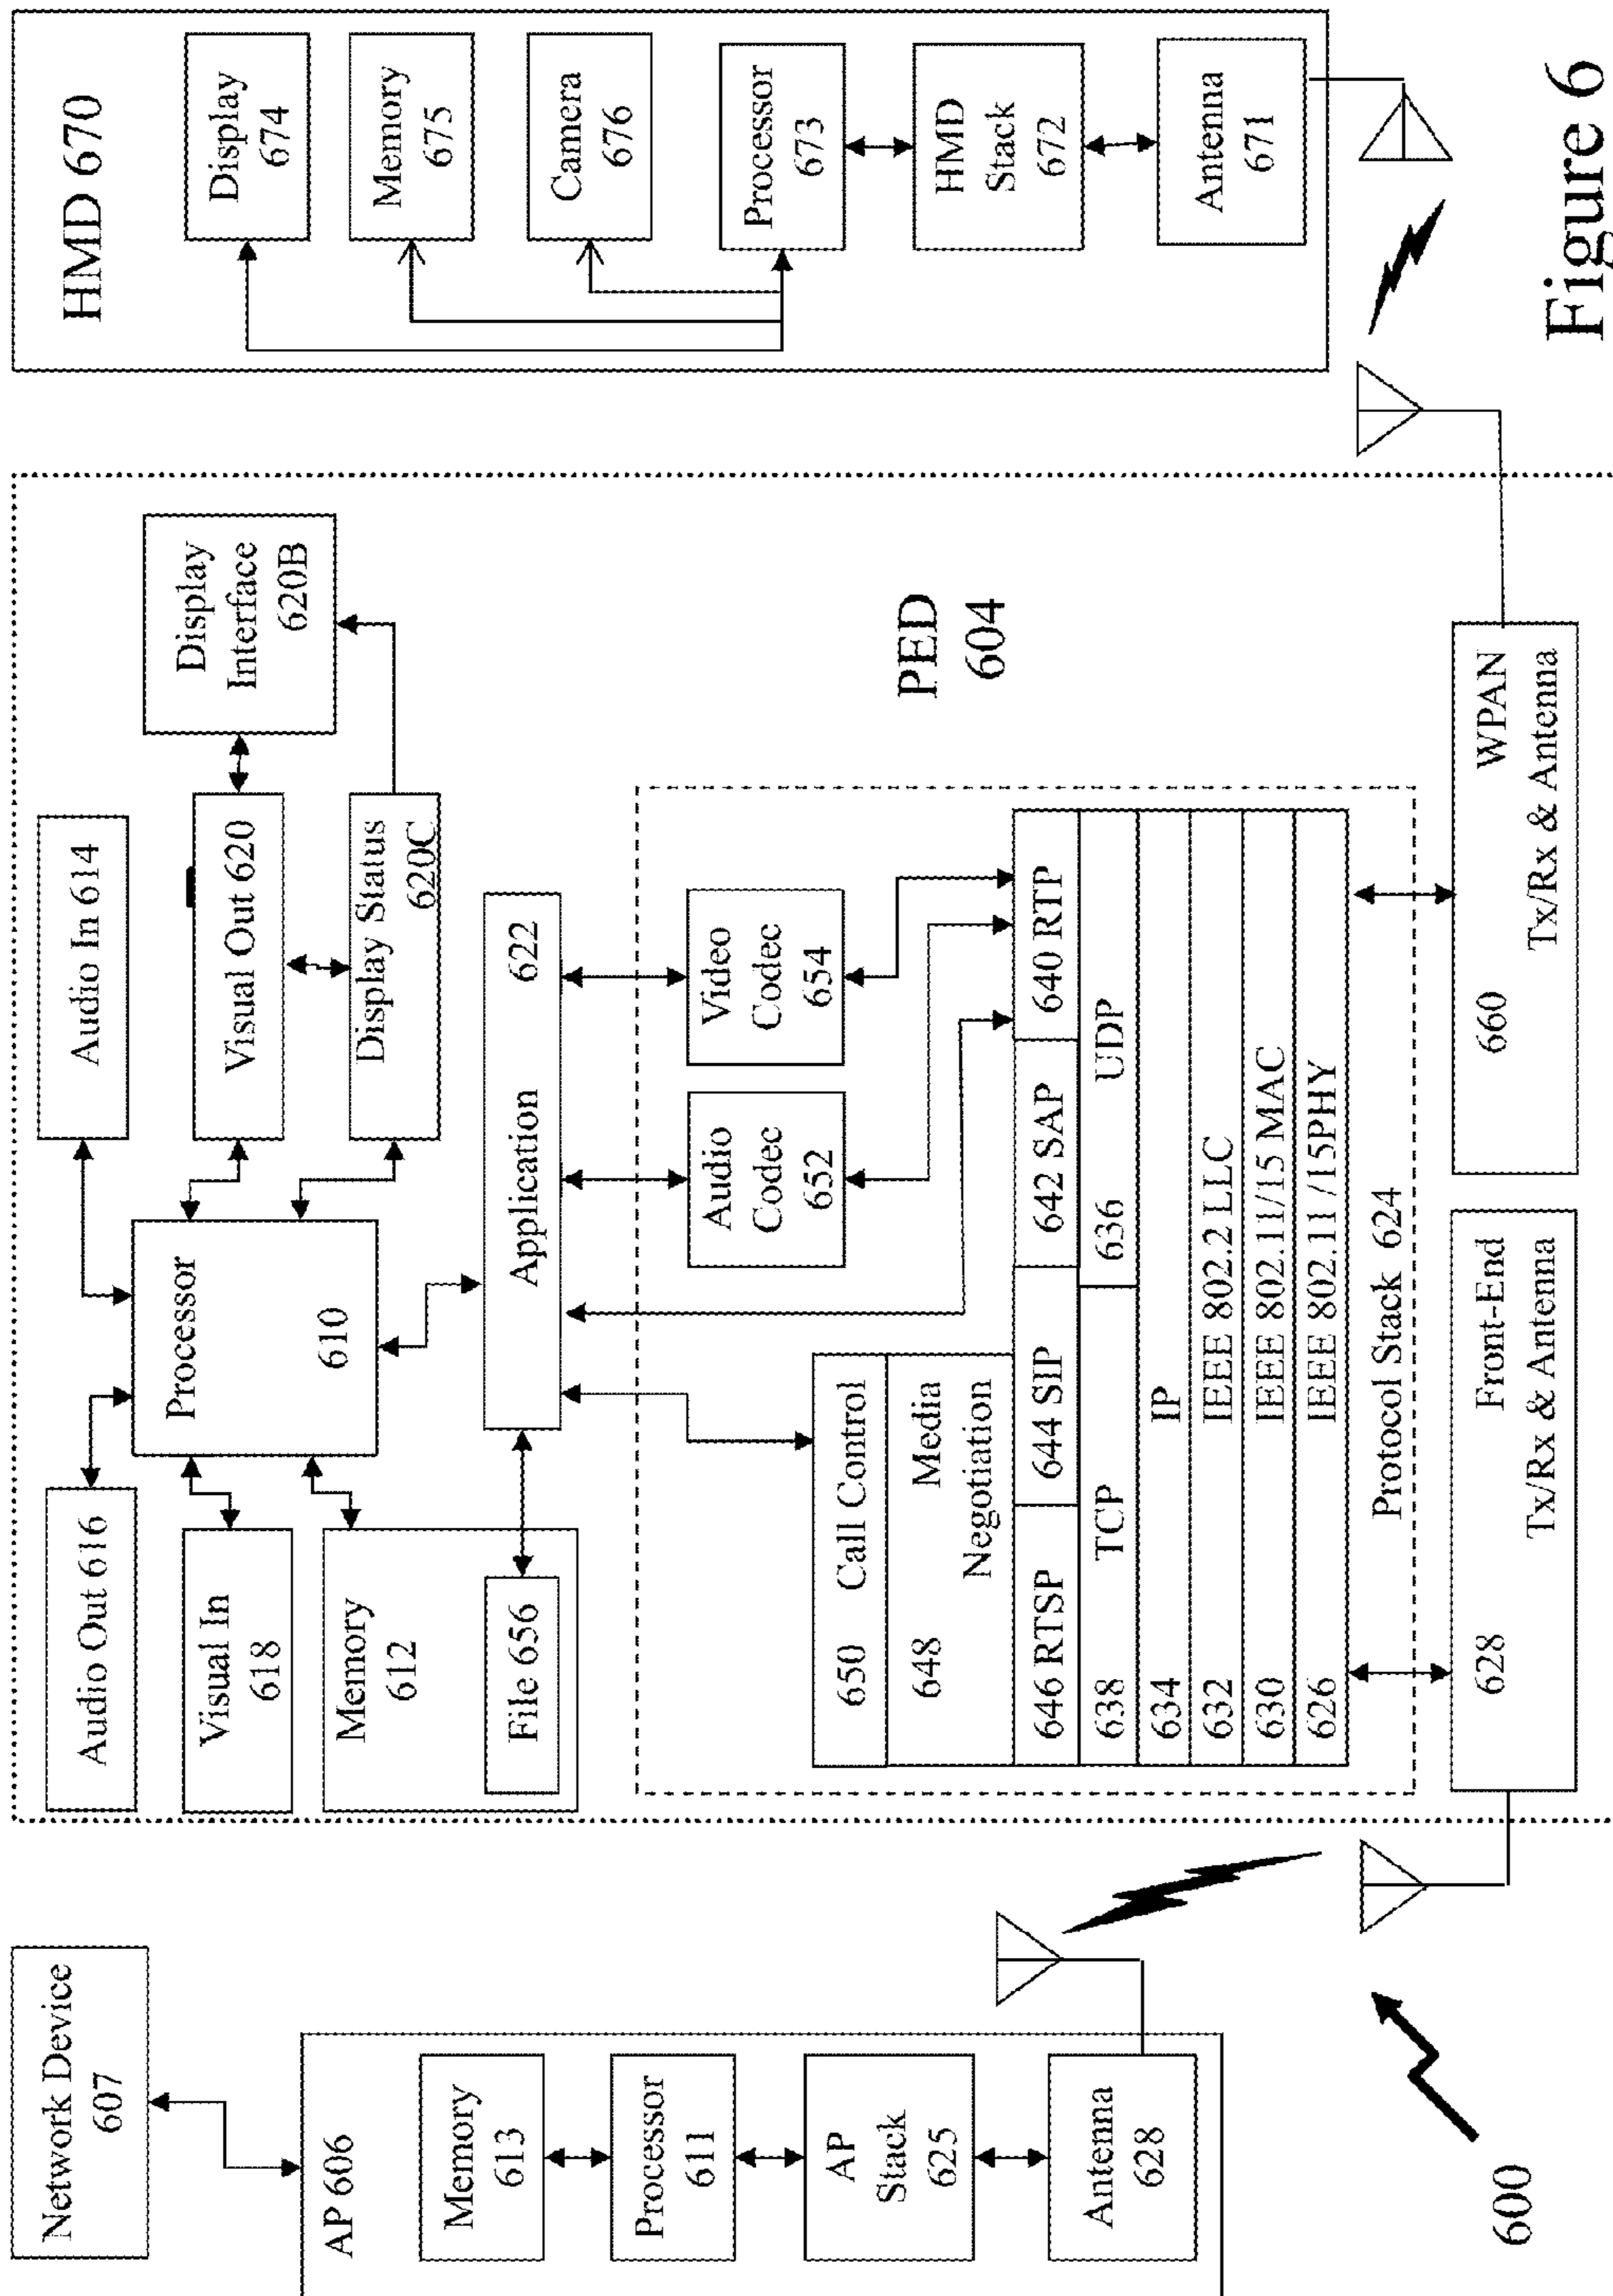 Network Device
607
AP 606
Memory
613
Processor
611
AP
Stack
625
Antenna
628
600
Audio Out 616
Visual In
618
Memory
612
File 656
Processor
610
Audio In 614
Visual Out 620
Display Status
620C
Display
Interface
620B
Application 622
PED
604
650 Call Control
648 Media
Negotiation
Audio
Codec
652
Video
Codec
654
646 RTSP
644 SIP
642 SAP
640 RTP
638 TCP
636 UDP
634 IP
632 IEEE 802.2 LLC
630 IEEE 802.11/15 MAC
626 IEEE 802.11 /15PHY
Protocol Stack 624
Front-End
628 Tx/Rx & Antenna
WPAN
660 Tx/Rx & Antenna
HMD 670
Display
674
Memory
675
Camera
676
Processor
673
HMD
Stack
672
Antenna
671
Figure 6